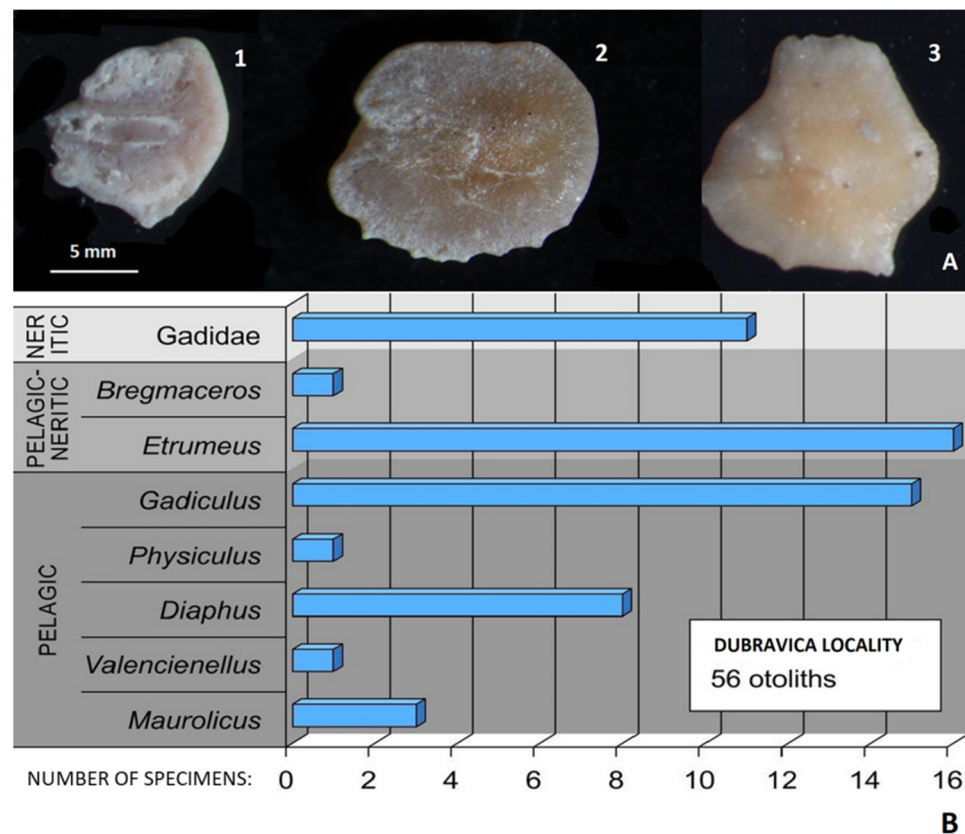 1
2
3
5 mm
A
NER
ITIC
Gadidae
PELAGIC-
NERITIC
Bregmaceros
Etrumeus
PELAGIC
Gadiculus
Physiculus
Diaphus
Valencienellus
Maurolicus
DUBRAVICA LOCALITY
56 otoliths
NUMBER OF SPECIMENS: 0 2 4 6 8 10 12 14 16
B